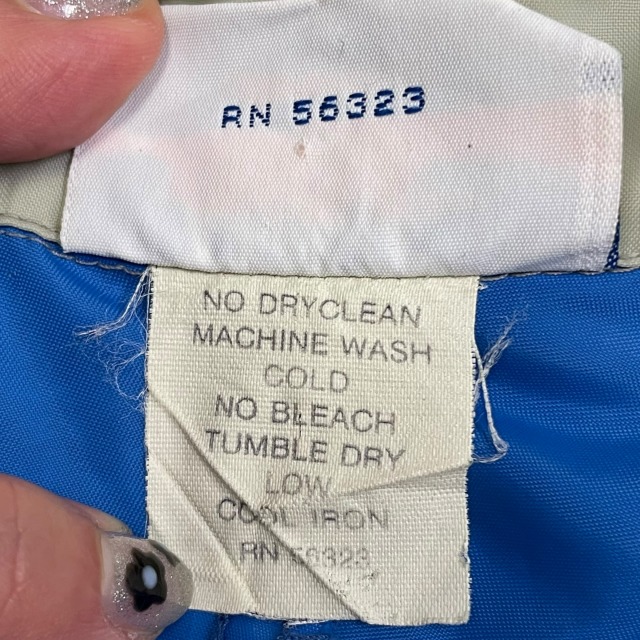 RN 56323
NO DRYCLEAN
MACHINE WASH
COLD
NO BLEACH
TUMBLE DRY
LOW
COOL IRON
RN 56323